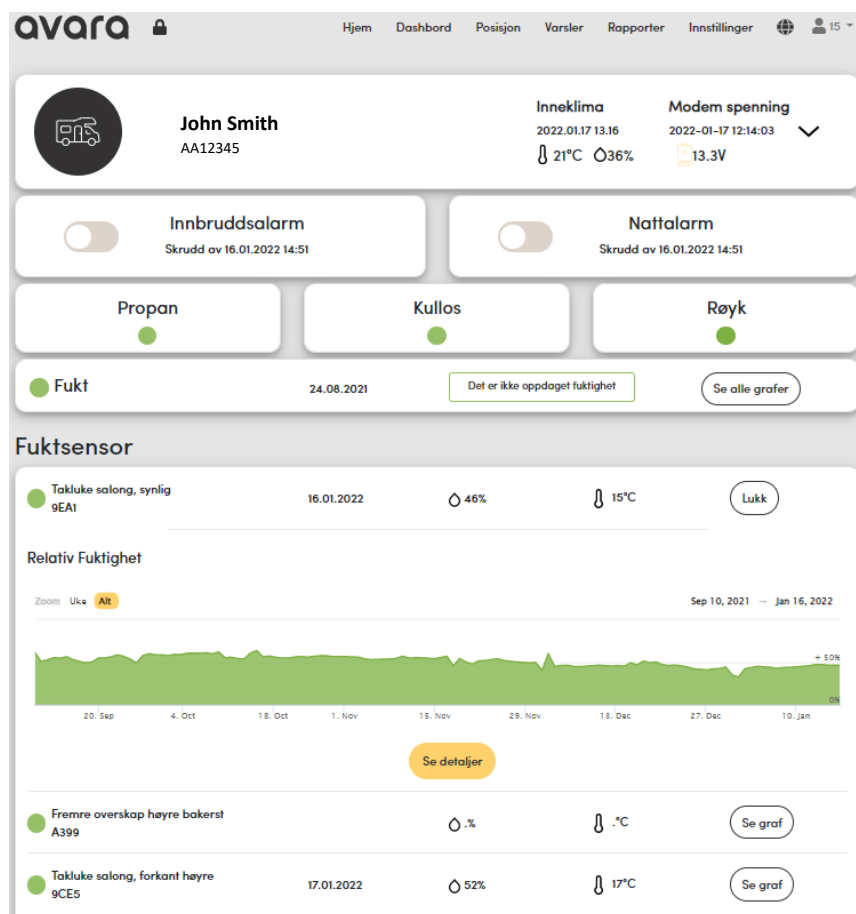 avara
Hjem Dashbord Posisjon Varsler Rapporter Innstillinger 15
John Smith
AA12345
Inneklima
2022.01.17 13.16
21°C 36%
Modem spenning
2022-01-17 12:14:03
13.3V
Innbruddsalarm
Skrudd av 16.01.2022 14:51
Nattalarm
Skrudd av 16.01.2022 14:51
Propan
Kullos
Røyk
Fukt 24.08.2021 Det er ikke oppdaget fuktighet Se alle grafer
Fuktsensor
Takluke salong, synlig
9EA1
16.01.2022 46% 15°C Lukk
Relativ Fuktighet
Zoom Uke Alt Sep 10, 2021 → Jan 16, 2022
+ 50%
0%
20. Sep 4. Oct 18. Oct 1. Nov 15. Nov 29. Nov 13. Dec 27. Dec 10. Jan
Se detaljer
Fremre overskap høyre bakerst
A399
.% .°C Se graf
Takluke salong, forkant høyre
9CE5
17.01.2022 52% 17°C Se graf